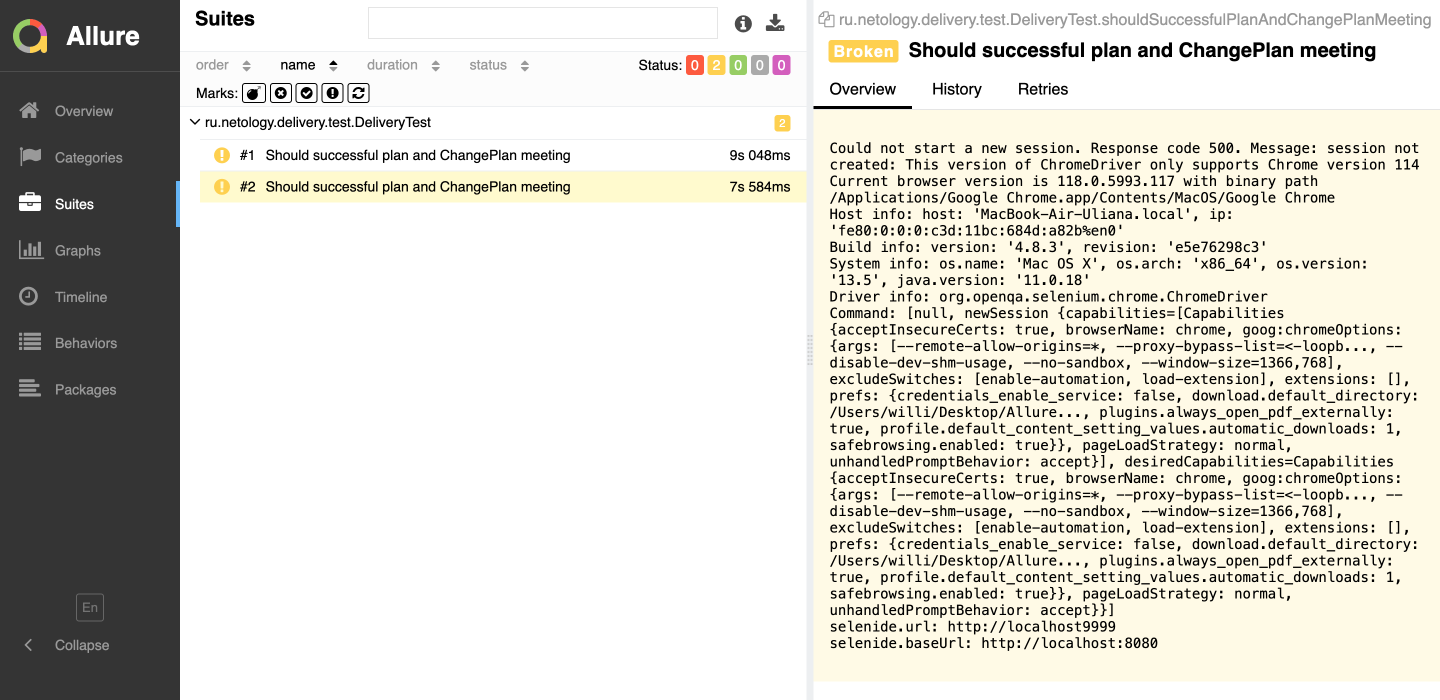 Allure
Overview
Categories
Suites
Graphs
Timeline
Behaviors
Packages
En
Collapse
Suites
order name duration status Status: 0 2 0 0 0
Marks:
ru.netology.delivery.test.DeliveryTest 2
#1 Should successful plan and ChangePlan meeting 9s 048ms
#2 Should successful plan and ChangePlan meeting 7s 584ms
ru.netology.delivery.test.DeliveryTest.shouldSuccessfulPlanAndChangePlanMeeting
Broken Should successful plan and ChangePlan meeting
Overview History Retries
Could not start a new session. Response code 500. Message: session not
created: This version of ChromeDriver only supports Chrome version 114
Current browser version is 118.0.5993.117 with binary path
/Applications/Google Chrome.app/Contents/MacOS/Google Chrome
Host info: host: 'MacBook-Air-Uliana.local', ip:
'fe80:0:0:0:c3d:11bc:684d:a82b%en0'
Build info: version: '4.8.3', revision: 'e5e76298c3'
System info: os.name: 'Mac OS X', os.arch: 'x86_64', os.version:
'13.5', java.version: '11.0.18'
Driver info: org.openqa.selenium.chrome.ChromeDriver
Command: [null, newSession {capabilities=[Capabilities
{acceptInsecureCerts: true, browserName: chrome, goog:chromeOptions:
{args: [--remote-allow-origins=*, --proxy-bypass-list=<-loopb..., --
disable-dev-shm-usage, --no-sandbox, --window-size=1366,768],
excludeSwitches: [enable-automation, load-extension], extensions: [],
prefs: {credentials_enable_service: false, download.default_directory:
/Users/willi/Desktop/Allure..., plugins.always_open_pdf_externally:
true, profile.default_content_setting_values.automatic_downloads: 1,
safebrowsing.enabled: true}}, pageLoadStrategy: normal,
unhandledPromptBehavior: accept}], desiredCapabilities=Capabilities
{acceptInsecureCerts: true, browserName: chrome, goog:chromeOptions:
{args: [--remote-allow-origins=*, --proxy-bypass-list=<-loopb..., --
disable-dev-shm-usage, --no-sandbox, --window-size=1366,768],
excludeSwitches: [enable-automation, load-extension], extensions: [],
prefs: {credentials_enable_service: false, download.default_directory:
/Users/willi/Desktop/Allure..., plugins.always_open_pdf_externally:
true, profile.default_content_setting_values.automatic_downloads: 1,
safebrowsing.enabled: true}}, pageLoadStrategy: normal,
unhandledPromptBehavior: accept}}]
selenide.url: http://localhost9999
selenide.baseUrl: http://localhost:8080